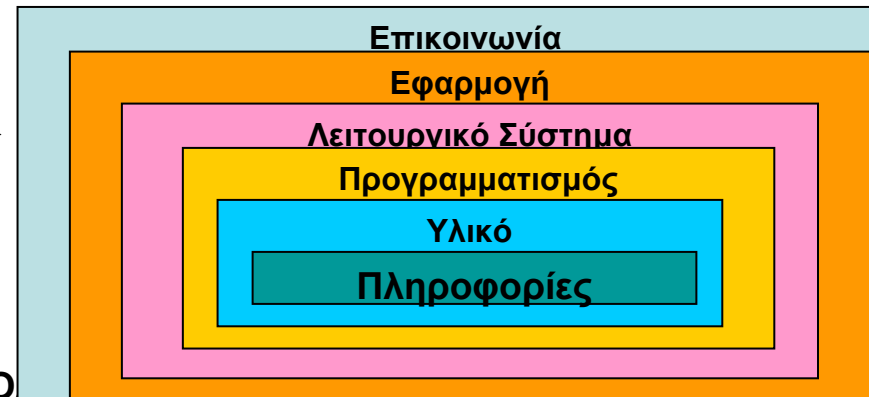 Επικοινωνία
Εφαρμογή
Λειτουργικό Σύστημα
Προγραμματισμός
Υλικό
Πληροφορίες